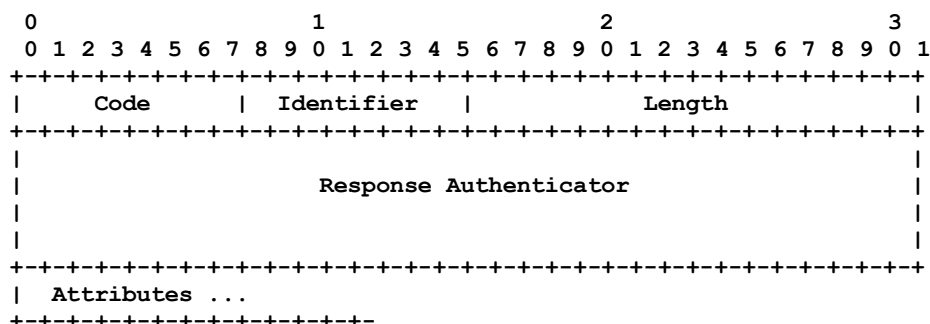 0                   1                   2                   3
 0 1 2 3 4 5 6 7 8 9 0 1 2 3 4 5 6 7 8 9 0 1 2 3 4 5 6 7 8 9 0 1
+-+-+-+-+-+-+-+-+-+-+-+-+-+-+-+-+-+-+-+-+-+-+-+-+-+-+-+-+-+-+-+-+
|     Code      |  Identifier   |            Length             |
+-+-+-+-+-+-+-+-+-+-+-+-+-+-+-+-+-+-+-+-+-+-+-+-+-+-+-+-+-+-+-+-+
|                                                               |
|                     Response Authenticator                    |
|                                                               |
|                                                               |
+-+-+-+-+-+-+-+-+-+-+-+-+-+-+-+-+-+-+-+-+-+-+-+-+-+-+-+-+-+-+-+-+
|  Attributes ...
+-+-+-+-+-+-+-+-+-+-+-+-+-